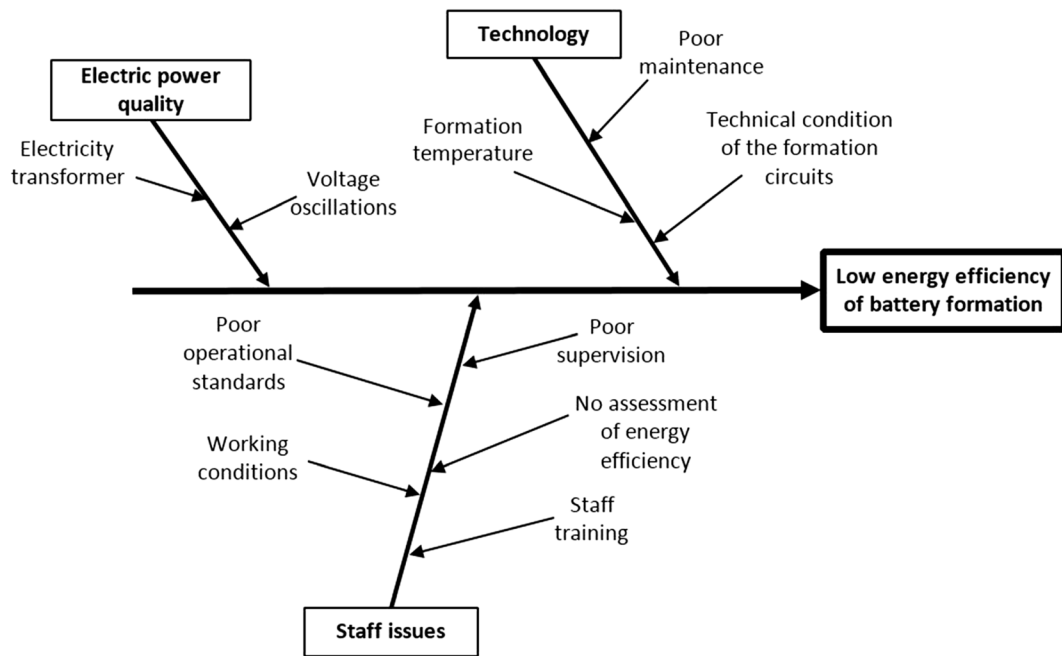 Technology
Poor
maintenance
Electric power
quality
Formation
temperature
Technical condition
of the formation
circuits
Electricity
transformer
Voltage
oscillations
Low energy efficiency
of battery formation
Poor
operational
standards
Poor
supervision
No assessment
of energy
efficiency
Working
conditions
Staff
training
Staff issues